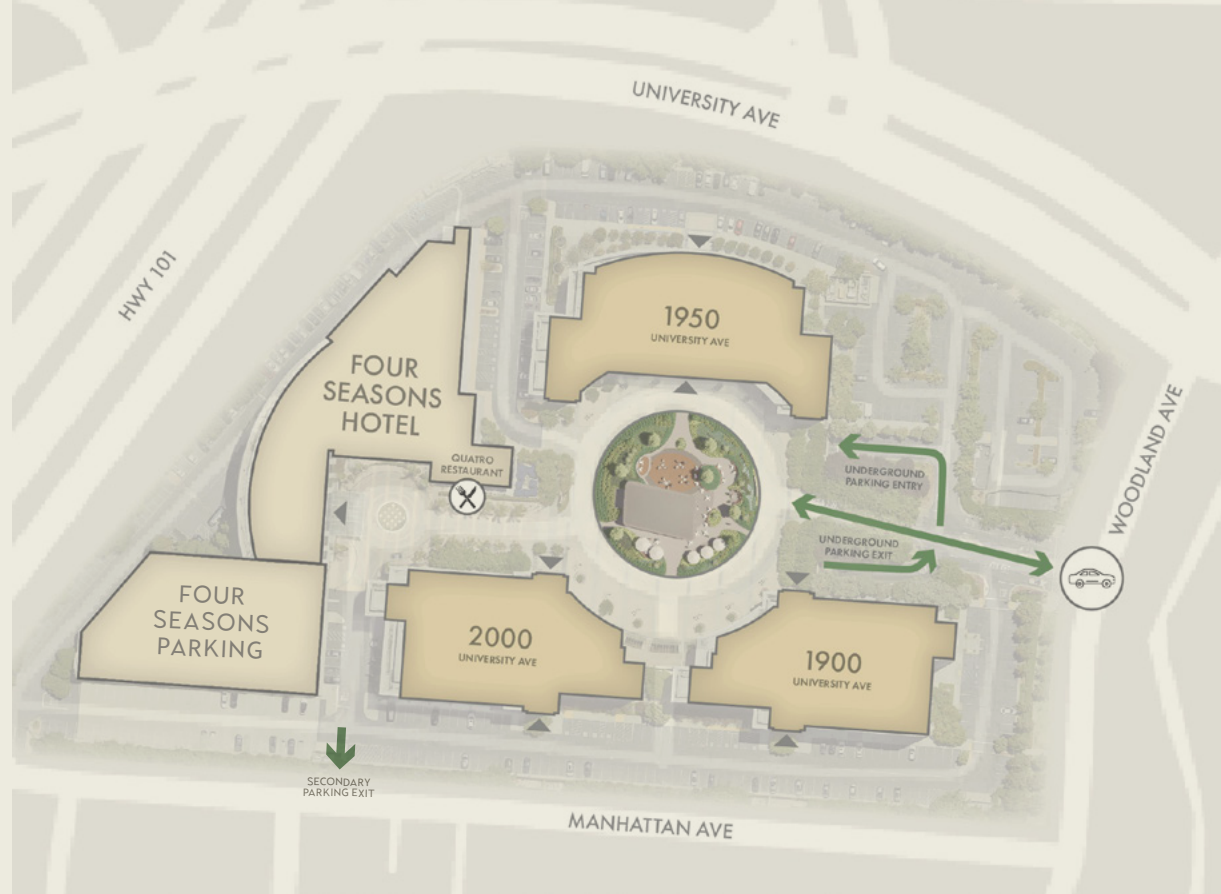 UNIVERSITY AVE
HWY 101
1950
UNIVERSITY AVE
FOUR
SEASONS
HOTEL
QUATRO
RESTAURANT
UNDERGROUND
PARKING ENTRY
WOODLAND AVE
UNDERGROUND
PARKING EXIT
FOUR
SEASONS
PARKING
2000
UNIVERSITY AVE
1900
UNIVERSITY AVE
SECONDARY
PARKING EXIT
MANHATTAN AVE